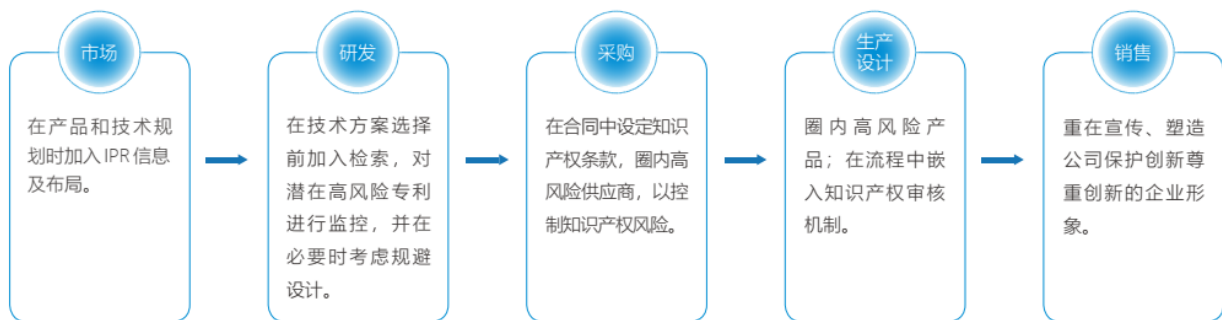 市场
在产品和技术规
划时加入IPR信息
及布局。
研发
在技术方案选择
前加入检索，对
潜在高风险专利
进行监控，并在
必要时考虑规避
设计。
采购
在合同中设定知识
产权条款，圈内高
风险供应商，以控
制知识产权风险。
生产
设计
圈内高风险产
品；在流程中嵌
入知识产权审核
机制。
销售
重在宣传、塑造
公司保护创新尊
重创新的企业形
象。